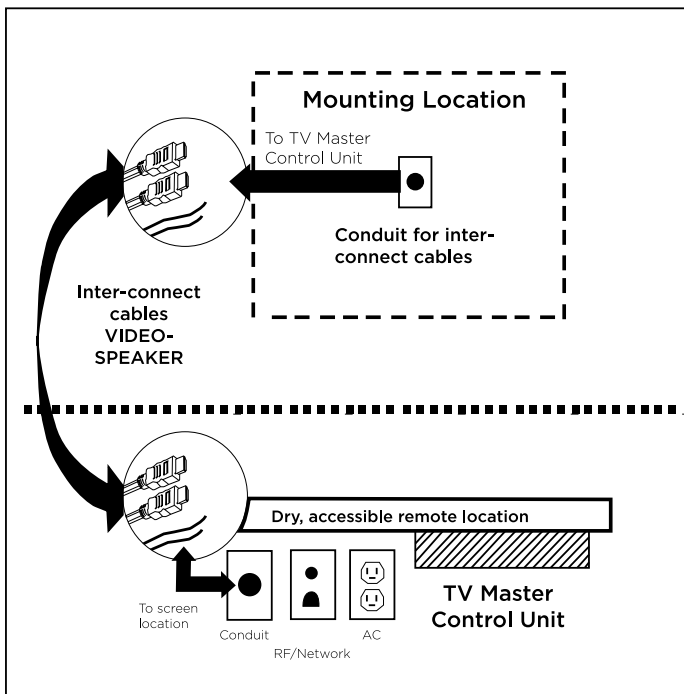 Mounting Location
To TV Master
Control Unit
Conduit for inter-
connect cables
Inter-connect
cables
VIDEO-
SPEAKER
Dry, accessible remote location
TV Master
Control Unit
To screen
location
Conduit
RF/Network
AC